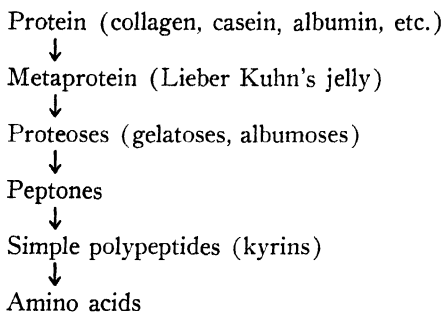 Protein (collagen, casein, albumin, etc.)
↓
Metaprotein (Lieber Kuhn's jelly)
↓
Proteoses (gelatoses, albumoses)
↓
Peptones
↓
Simple polypeptides (kyrins)
↓
Amino acids